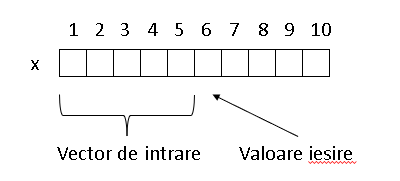 1 2 3 4 5 6 7 8 9 10
x
Vector de intrare Valoare iesire